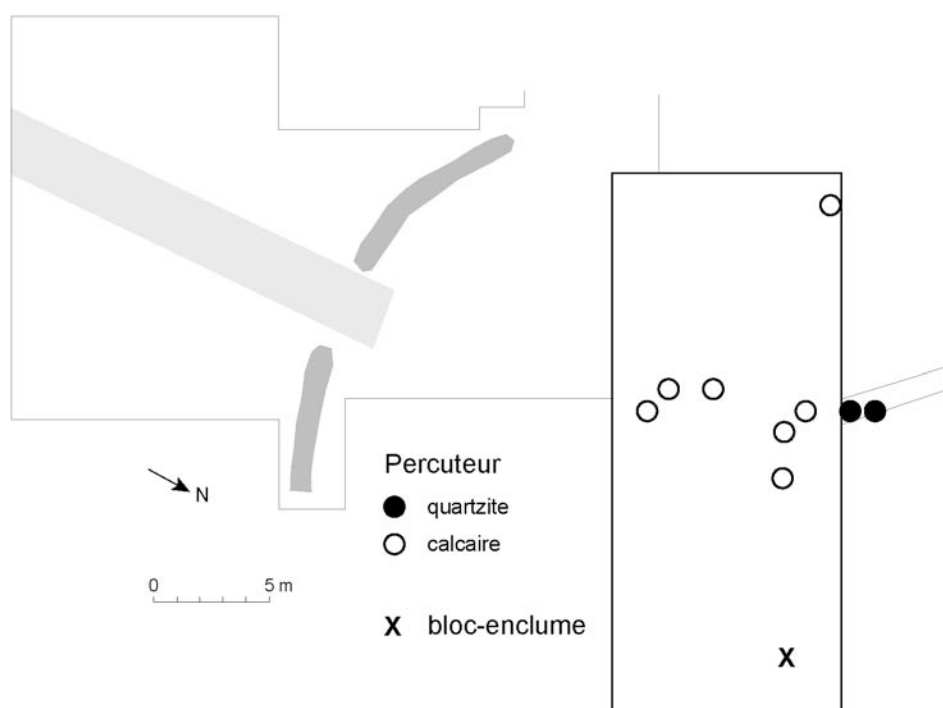 Percuteur
quartzite
calcaire
X bloc-enclume
N
0 5 m
X